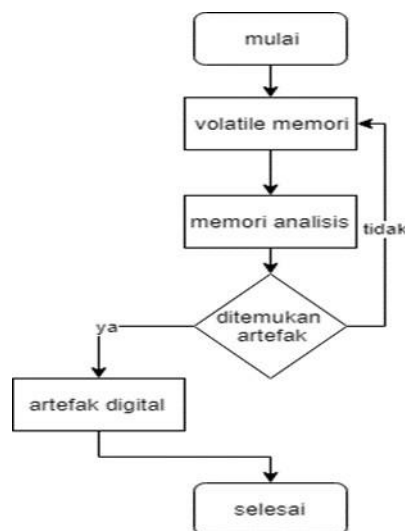 mulai
volatile memori
memori analisis
tidak
ditemukan
artefak
ya
artefak digital
selesai